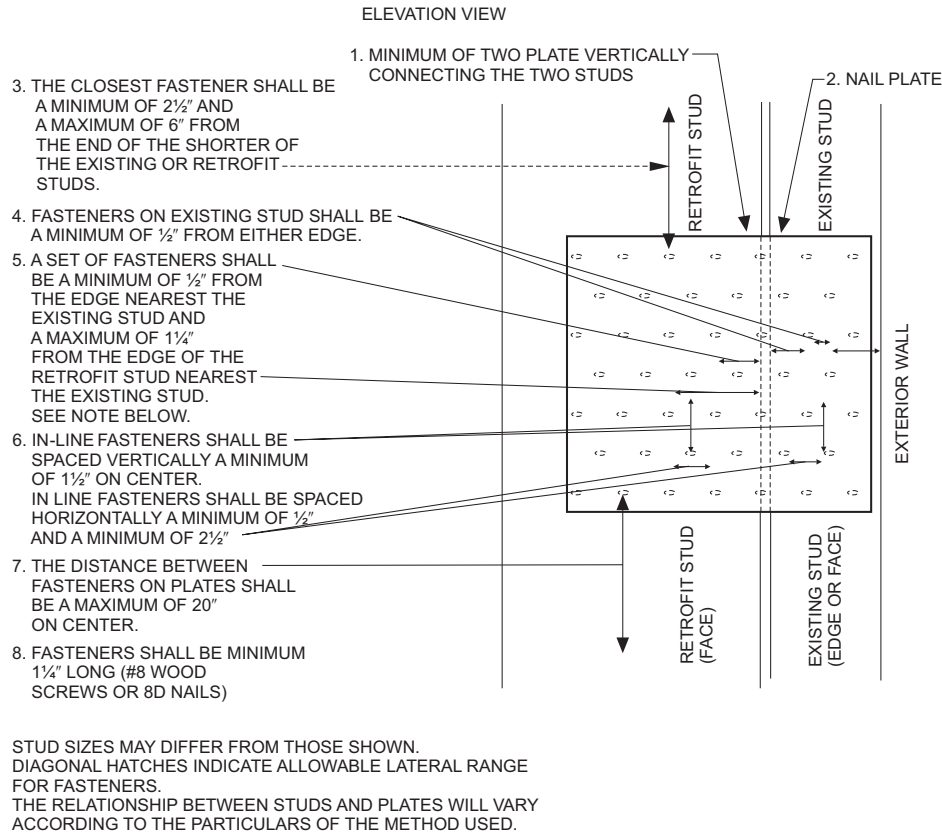 ELEVATION VIEW
1. MINIMUM OF TWO PLATE VERTICALLY
CONNECTING THE TWO STUDS
2. NAIL PLATE
3. THE CLOSEST FASTENER SHALL BE
A MINIMUM OF 2½″ AND
A MAXIMUM OF 6″ FROM
THE END OF THE SHORTER OF
THE EXISTING OR RETROFIT
STUDS.
4. FASTENERS ON EXISTING STUD SHALL BE
A MINIMUM OF ½″ FROM EITHER EDGE.
5. A SET OF FASTENERS SHALL
BE A MINIMUM OF ½″ FROM
THE EDGE NEAREST THE
EXISTING STUD AND
A MAXIMUM OF 1¼″
FROM THE EDGE OF THE
RETROFIT STUD NEAREST
THE EXISTING STUD.
SEE NOTE BELOW.
6. IN-LINE FASTENERS SHALL BE
SPACED VERTICALLY A MINIMUM
OF 1½″ ON CENTER.
IN LINE FASTENERS SHALL BE SPACED
HORIZONTALLY A MINIMUM OF ½″
AND A MINIMUM OF 2½″
7. THE DISTANCE BETWEEN
FASTENERS ON PLATES SHALL
BE A MAXIMUM OF 20″
ON CENTER.
8. FASTENERS SHALL BE MINIMUM
1¼″ LONG (#8 WOOD
SCREWS OR 8D NAILS)
RETROFIT STUD
EXISTING STUD
EXTERIOR WALL
RETROFIT STUD
(FACE)
EXISTING STUD
(EDGE OR FACE)
STUD SIZES MAY DIFFER FROM THOSE SHOWN.
DIAGONAL HATCHES INDICATE ALLOWABLE LATERAL RANGE
FOR FASTENERS.
THE RELATIONSHIP BETWEEN STUDS AND PLATES WILL VARY
ACCORDING TO THE PARTICULARS OF THE METHOD USED.